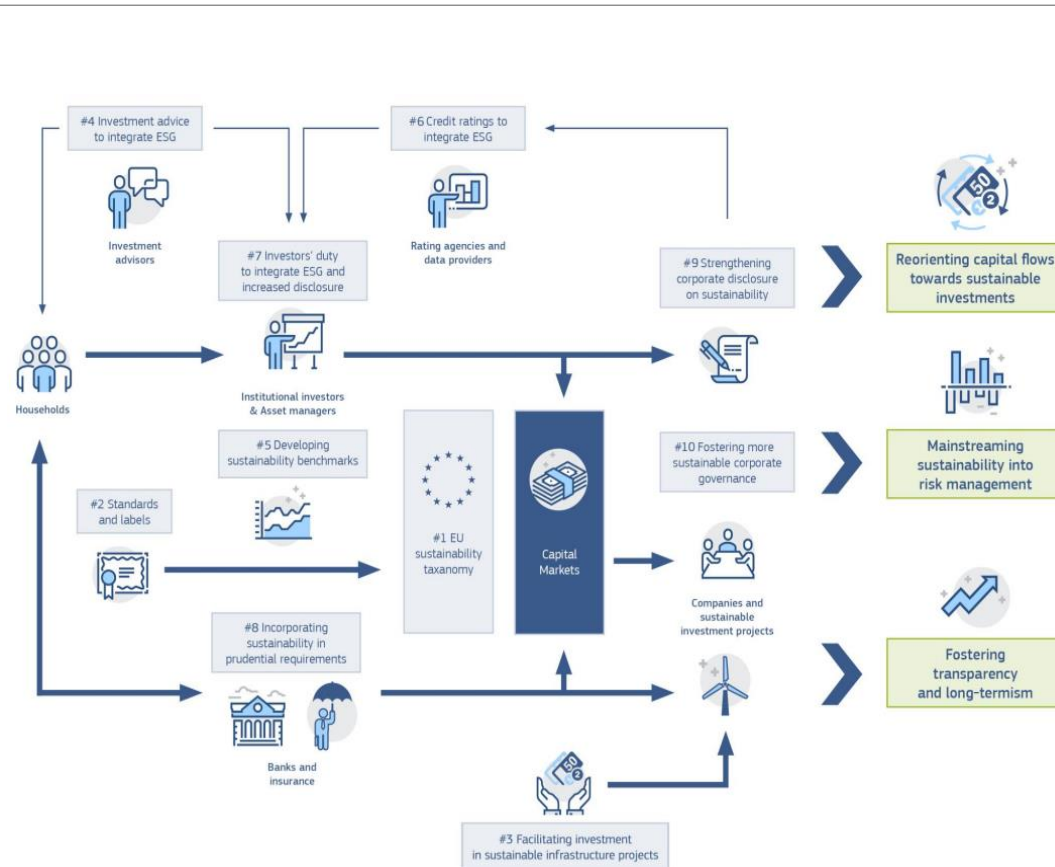 #4 Investment advice
to integrate ESG
#6 Credit ratings to
integrate ESG
Investment
advisors
Rating agencies and
data providers
#7 Investors' duty
to integrate ESG and
increased disclosure
#9 Strengthening
corporate disclosure
on sustainability
50
2
Reorienting capital flows
towards sustainable
investments
Households
Institutional investors
& Asset managers
#5 Developing
sustainability benchmarks
#10 Fostering more
sustainable corporate
governance
Mainstreaming
sustainability into
risk management
#2 Standards
and labels
#1 EU
sustainability
taxanomy
Capital
Markets
Companies and
sustainable
investment projects
#8 Incorporating
sustainability in
prudential requirements
Fostering
transparency
and long-termism
Banks and
insurance
50
2
#3 Facilitating investment
in sustainable infrastructure projects